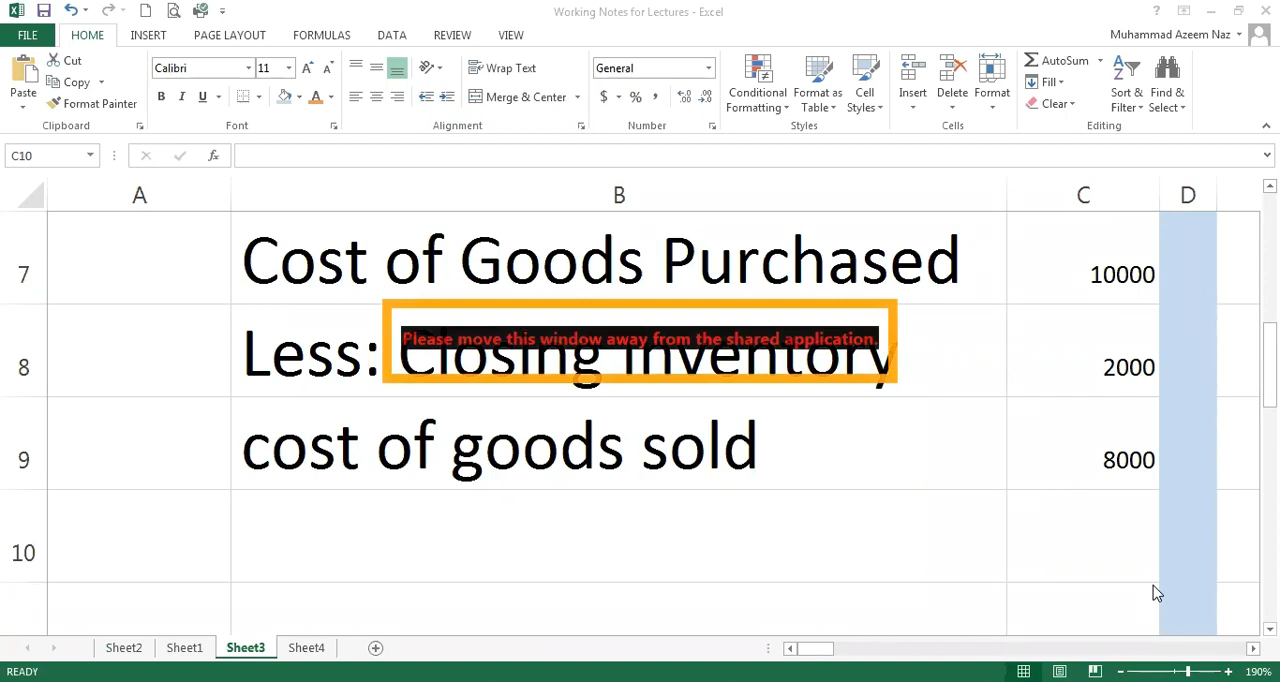 Working Notes for Lectures - Excel
FILE HOME INSERT PAGE LAYOUT FORMULAS DATA REVIEW VIEW Muhammad Azeem Naz
Paste Cut Copy Format Painter
Calibri 11
B I U
Wrap Text
Merge & Center
General
$ % ,
Conditional Formatting Format as Table Cell Styles
Insert Delete Format
AutoSum Fill Clear
Sort & Filter Find & Select
Clipboard Font Alignment Number Styles Cells Editing
C10 fx
A B C D
7 Cost of Goods Purchased 10000
Please move this window away from the shared application.
8 Less: Closing Inventory 2000
9 cost of goods sold 8000
10
Sheet2 Sheet1 Sheet3 Sheet4
READY 190%